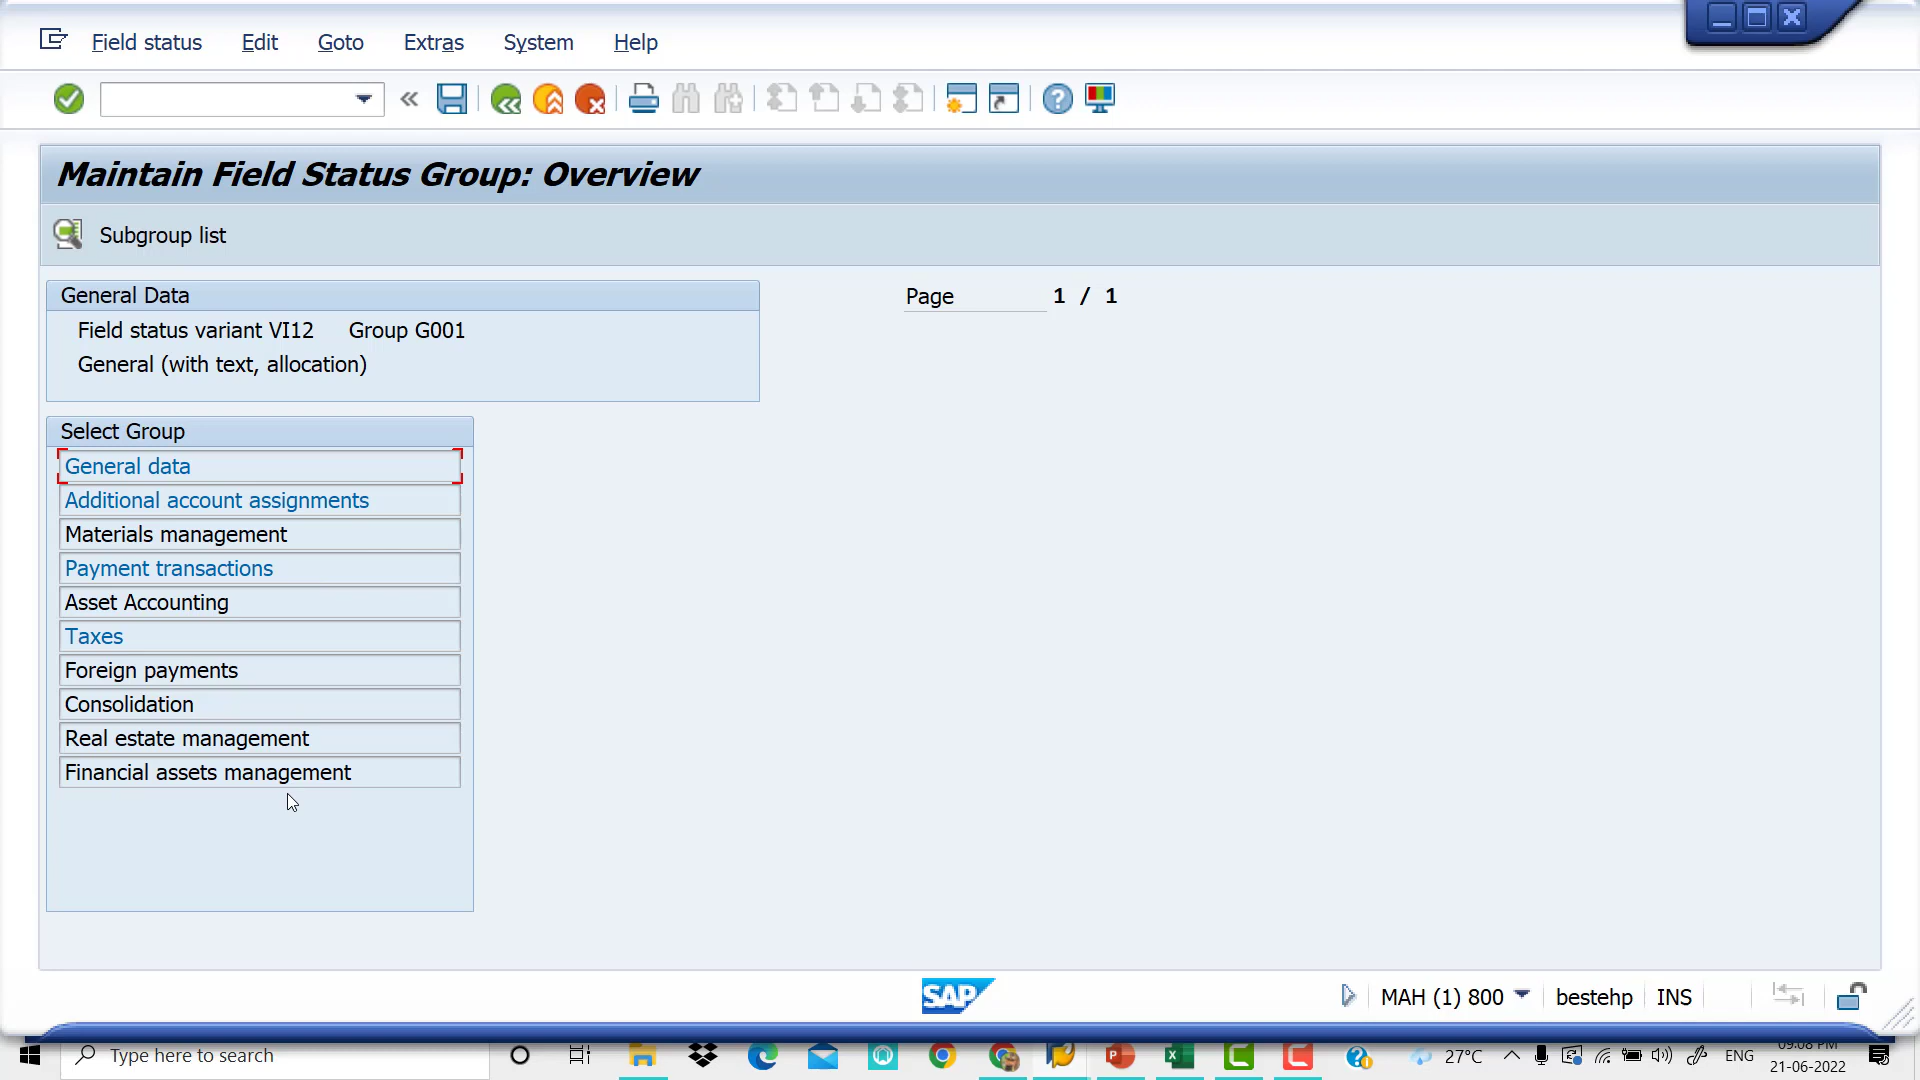 Field status Edit Goto Extras System Help
Maintain Field Status Group: Overview
Subgroup list
General Data
Page 1 / 1
Field status variant VI12 Group G001
General (with text, allocation)
Select Group
General data
Additional account assignments
Materials management
Payment transactions
Asset Accounting
Taxes
Foreign payments
Consolidation
Real estate management
Financial assets management
SAP
MAH (1) 800 bestehp INS
Type here to search
27°C
ENG
09:08 PM
21-06-2022